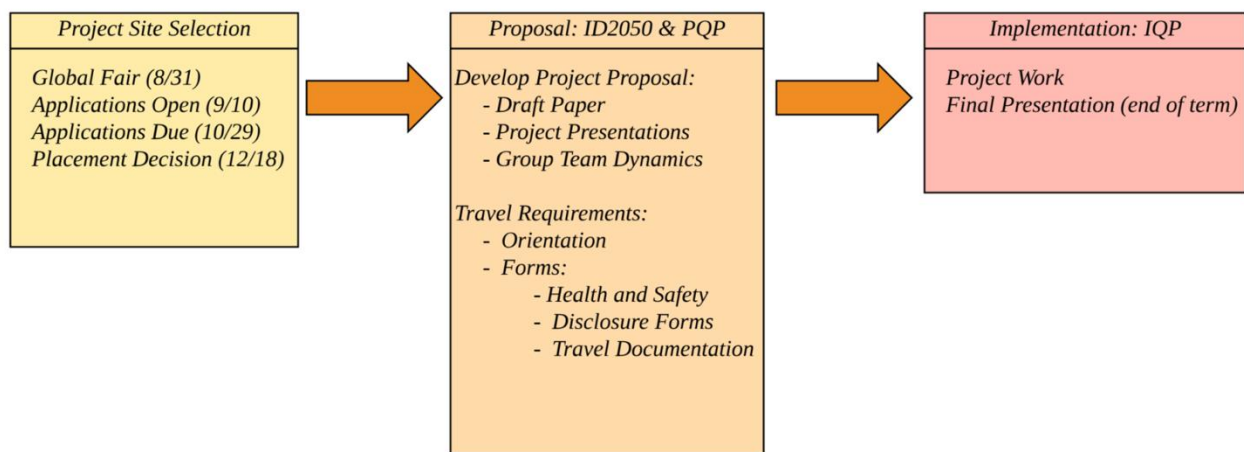 Project Site Selection
Global Fair (8/31)
Applications Open (9/10)
Applications Due (10/29)
Placement Decision (12/18)
Proposal: ID2050 & PQP
Develop Project Proposal:
- Draft Paper
- Project Presentations
- Group Team Dynamics
Travel Requirements:
- Orientation
- Forms:
- Health and Safety
- Disclosure Forms
- Travel Documentation
Implementation: IQP
Project Work
Final Presentation (end of term)